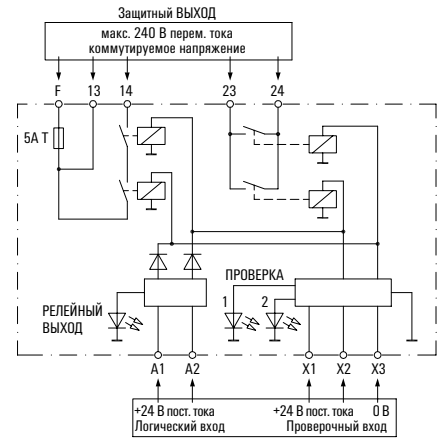 Защитный ВЫХОД
макс. 240 В перем. тока
коммутируемое напряжение
F 13 14 23 24
5А Т
ПРОВЕРКА
РЕЛЕЙНЫЙ
ВЫХОД
1 2
A1 A2 X1 X2 X3
+24 В пост. тока +24 В пост. тока 0 В
Логический вход Проверочный вход